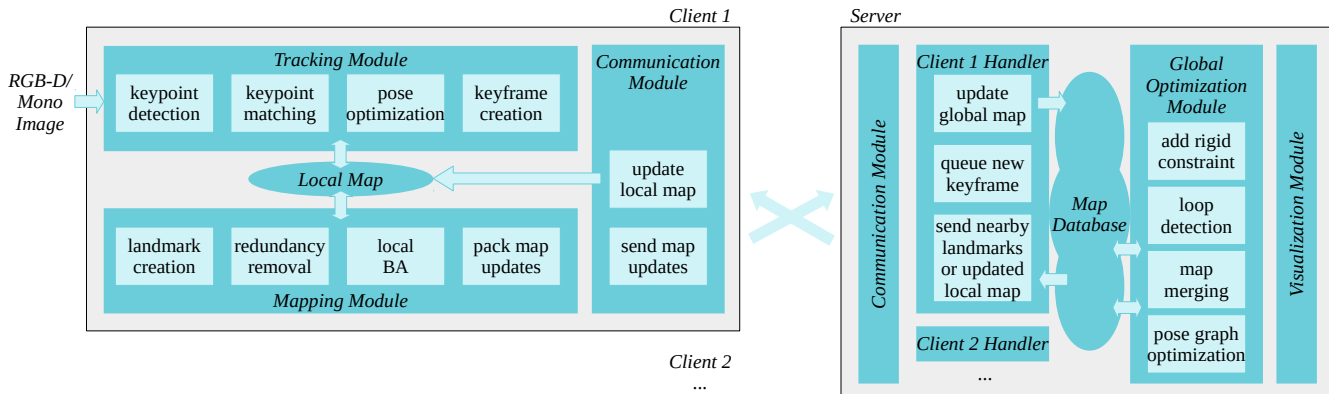 Client 1
RGB-D/
Mono
Image
Tracking Module
keypoint
detection
keypoint
matching
pose
optimization
keyframe
creation
Local Map
landmark
creation
redundancy
removal
local
BA
pack map
updates
Mapping Module
Communication
Module
update
local map
send map
updates
Client 2
...
Server
Communication Module
Client 1 Handler
update
global map
queue new
keyframe
send nearby
landmarks
or updated
local map
Client 2 Handler
...
Map
Database
Global
Optimization
Module
add rigid
constraint
loop
detection
map
merging
pose graph
optimization
Visualization Module